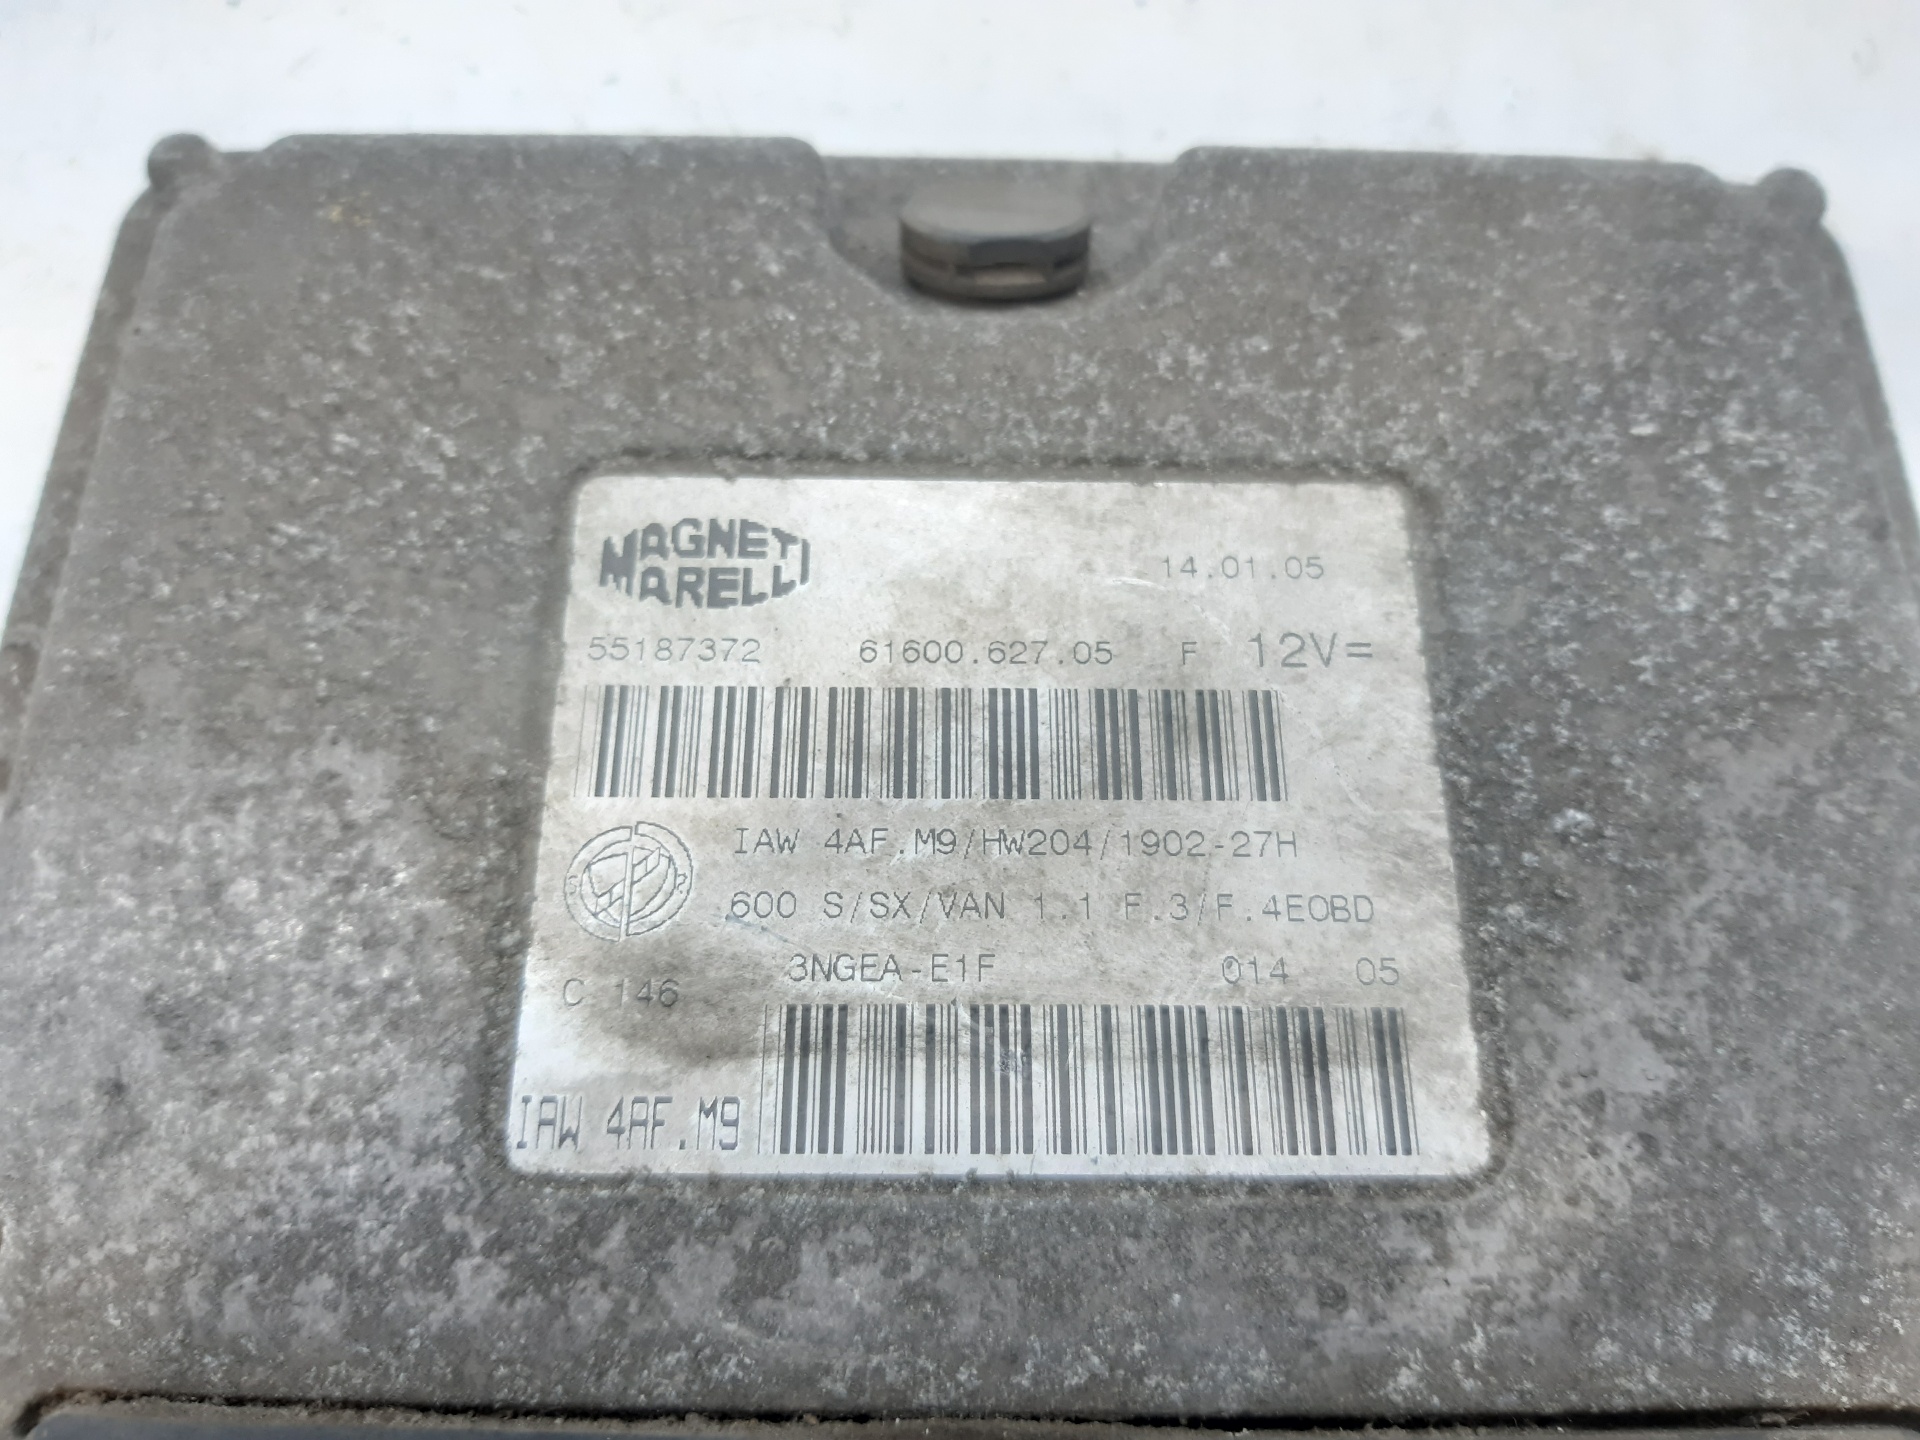 MAGNETI
MARELLI
14.01.05
55187372 61600.627.05 F 12V=
IAW 4AF.M9/HW204/1902-27H
600 S/SX/VAN 1.1 F.3/F.4EOBD
3NGEA-E1F 014 05
C 146
IAW 4AF.M9